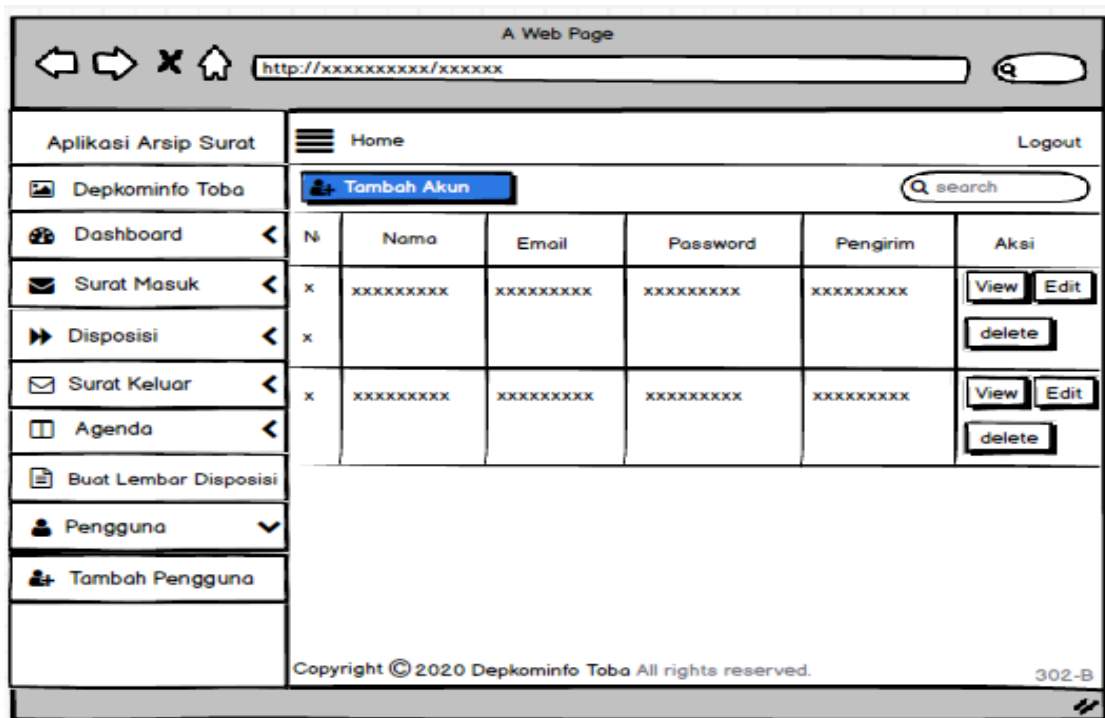 A Web Page
http://xxxxxxxxxx/xxxxxx
Aplikasi Arsip Surat
Home
Logout
Depkominfo Toba
Tambah Akun
search
Dashboard
Surat Masuk
Disposisi
Surat Keluar
Agenda
Buat Lembar Disposisi
Pengguna
Tambah Pengguna
Nama Email Password Pengirim Aksi
x xxxxxxxxx xxxxxxxxx xxxxxxxxx xxxxxxxxx View Edit
x delete
x xxxxxxxxx xxxxxxxxx xxxxxxxxx xxxxxxxxx View Edit
delete
Copyright © 2020 Depkominfo Toba All rights reserved.
302-B